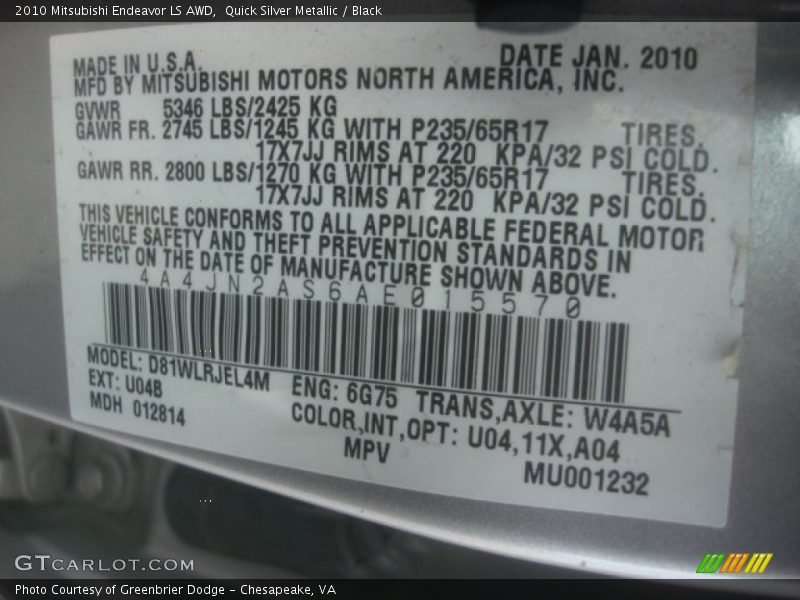 2010 Mitsubishi Endeavor LS AWD,  Quick Silver Metallic / Black
MADE IN U.S.A.
DATE JAN. 2010
MFD BY MITSUBISHI MOTORS NORTH AMERICA, INC.
GVWR 5346 LBS/2425 KG
GAWR FR. 2745 LBS/1245 KG WITH P235/65R17 TIRES,
17X7JJ RIMS AT 220 KPA/32 PSI COLD.
GAWR RR. 2800 LBS/1270 KG WITH P235/65R17 TIRES.
17X7JJ RIMS AT 220 KPA/32 PSI COLD.
THIS VEHICLE CONFORMS TO ALL APPLICABLE FEDERAL MOTOR
VEHICLE SAFETY AND THEFT PREVENTION STANDARDS IN
EFFECT ON THE DATE OF MANUFACTURE SHOWN ABOVE.
4A4JN2AS6AE015570
MODEL: D81WLRJEL4M
EXT: U04B
ENG: 6G75 TRANS,AXLE: W4A5A
MDH 012814
COLOR,INT,OPT: U04,11X,A04
MPV
MU001232
GTCARLOT.COM
Photo Courtesy of Greenbrier Dodge – Chesapeake, VA